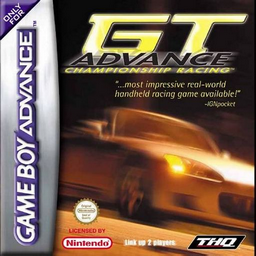 ONLY
FOR
GAME BOY ADVANCE
GT
ADVANCE
CHAMPIONSHIP RACING
"...most impressive real-world
handheld racing game available!"
-IGNpocket
LICENSED BY
Nintendo
Link up 2 players.
THQ